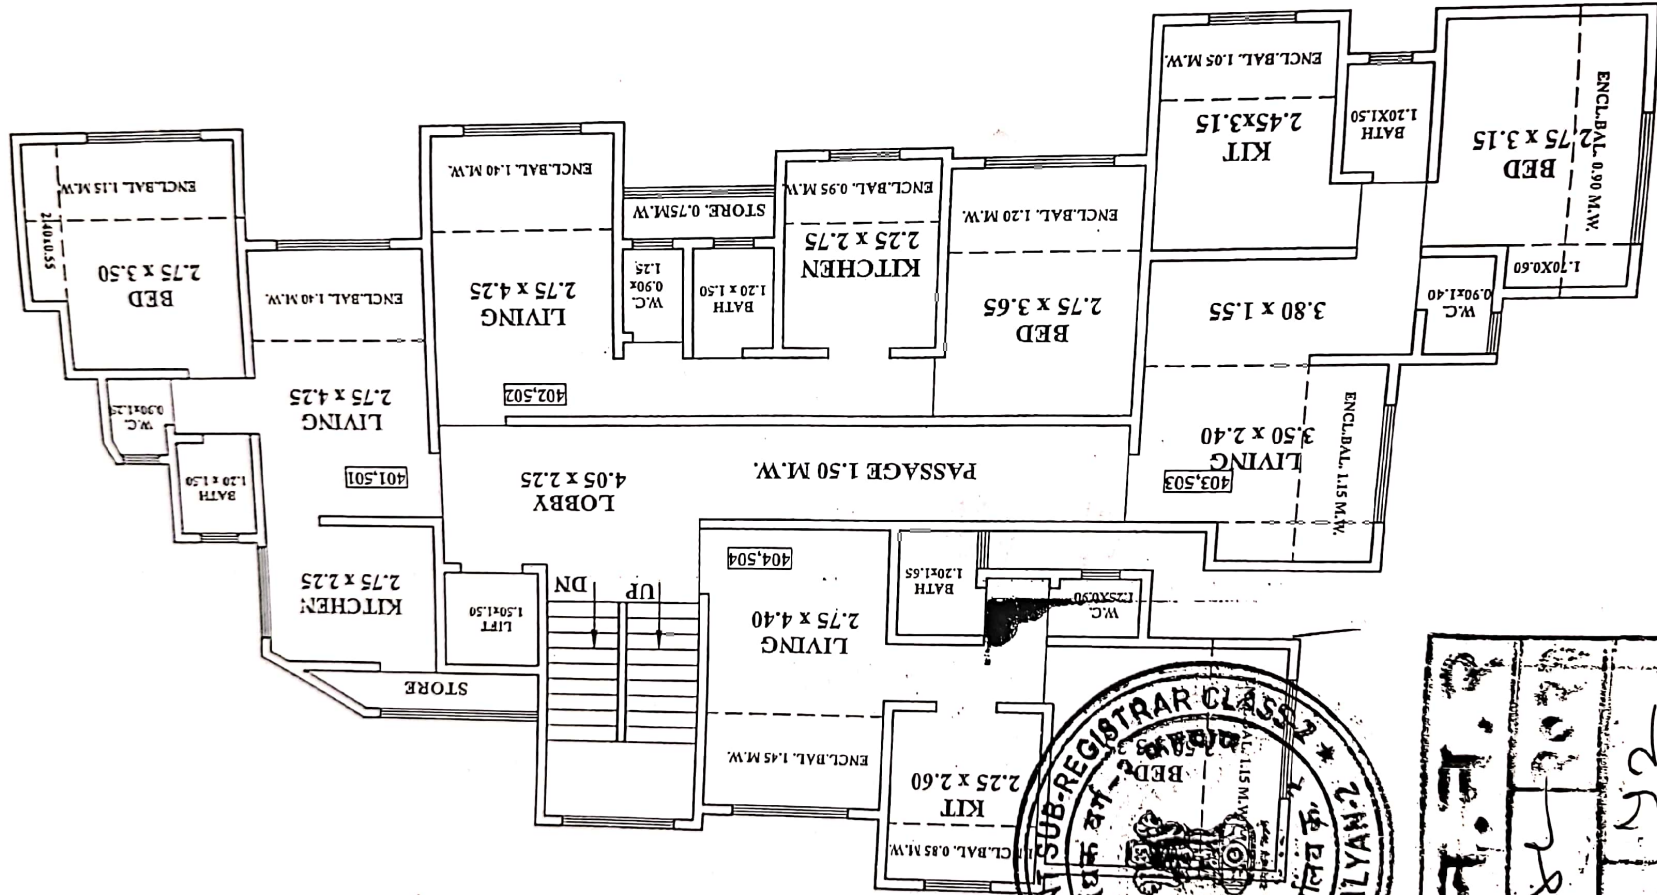 ENCL.BAL. 0.85 M.W.
KIT
2.25 x 2.60
BED
ENCL.BAL. 1.45 M.W.
LIVING
2.75 x 4.40
W.C.
1.25X0.90
BATH
1.20x1.65
404,504
UP
DN
STORE
LIFT
1.50x1.50
KITCHEN
2.75 x 2.25
BATH
1.20 x 1.50
W.C.
0.90x1.25
401,501
LIVING
2.75 x 4.25
ENCL.BAL. 1.40 M.W.
BED
2.75 x 3.50
ENCL.BAL. 1.15 M.W.
2.40x0.55
LOBBY
4.05 x 2.25
PASSAGE 1.50 M.W.
403,503
LIVING
3.50 x 2.40
ENCL.BAL. 1.15 M.W.
3.80 x 1.55
402,502
LIVING
2.75 x 4.25
ENCL.BAL. 1.40 M.W.
W.C.
0.90x
1.25
BATH
1.20 x 1.50
STORE. 0.75M.W
KITCHEN
2.25 x 2.75
ENCL.BAL. 0.95 M.W.
BED
2.75 x 3.65
ENCL.BAL. 1.20 M.W.
W.C.
0.90x1.40
1.70X0.60
KIT
2.45x3.15
ENCL.BAL. 1.05 M.W.
BATH
1.20X1.50
BED
2.75 x 3.15
ENCL.BAL. 0.90 M.W.
SUB-REGISTRAR CLASS-2 *